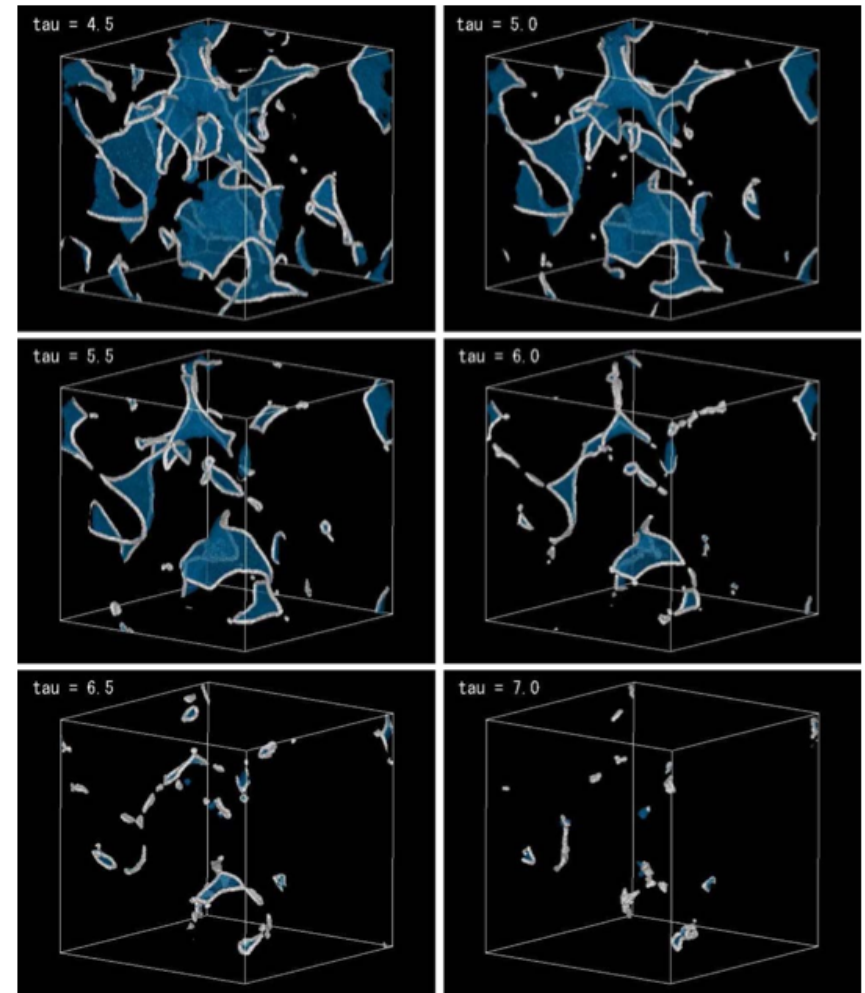 tau = 4.5
tau = 5.0
tau = 5.5
tau = 6.0
tau = 6.5
tau = 7.0